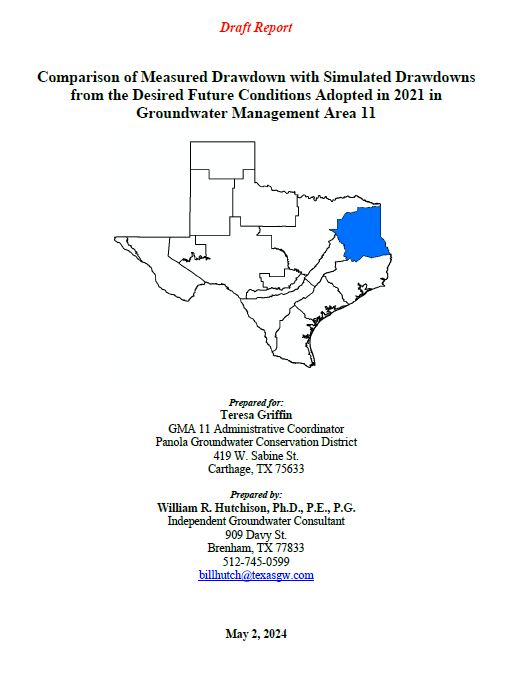 Draft Report
Comparison of Measured Drawdown with Simulated Drawdowns
from the Desired Future Conditions Adopted in 2021 in
Groundwater Management Area 11
Prepared for:
Teresa Griffin
GMA 11 Administrative Coordinator
Panola Groundwater Conservation District
419 W. Sabine St.
Carthage, TX 75633
Prepared by:
William R. Hutchison, Ph.D., P.E., P.G.
Independent Groundwater Consultant
909 Davy St.
Brenham, TX 77833
512-745-0599
billhutch@texasgw.com
May 2, 2024